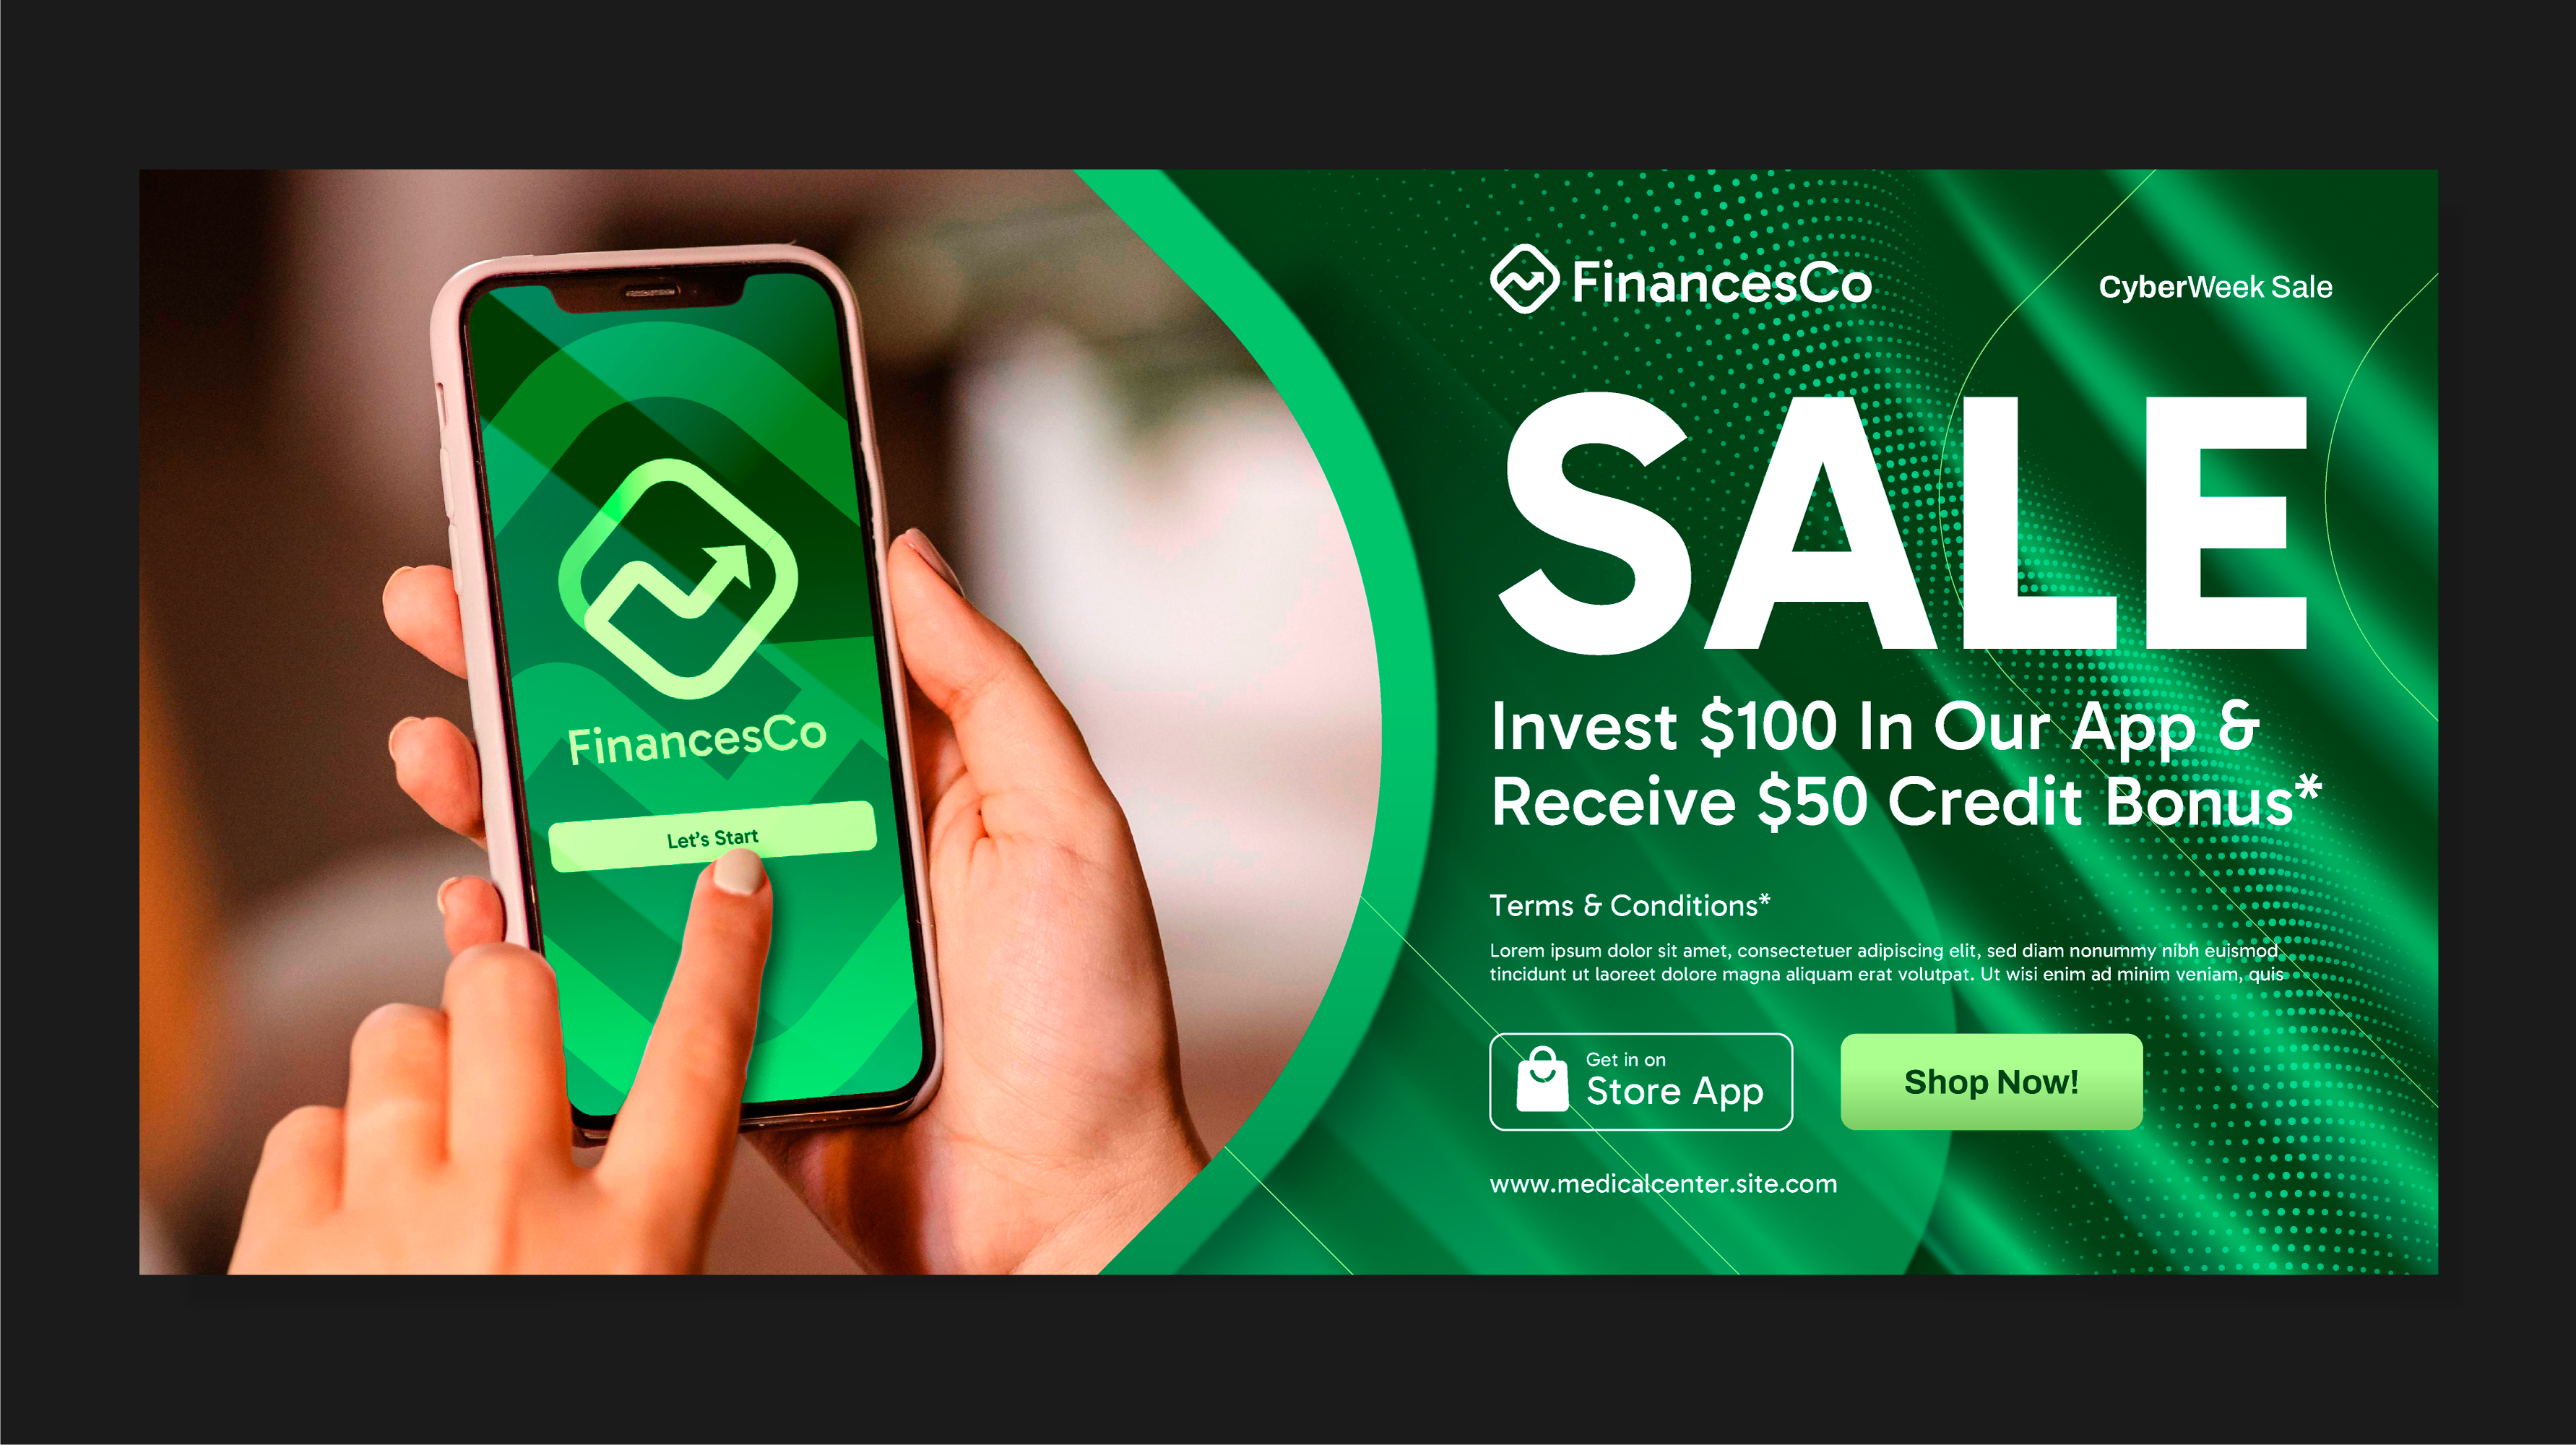 FinancesCo
Let's Start
FinancesCo
CyberWeek Sale
SALE
Invest $100 In Our App &
Receive $50 Credit Bonus*
Terms & Conditions*
Lorem ipsum dolor sit amet, consectetuer adipiscing elit, sed diam nonummy nibh euismod
tincidunt ut laoreet dolore magna aliquam erat volutpat. Ut wisi enim ad minim veniam, quis
Get in on
Store App
Shop Now!
www.medicalcenter.site.com